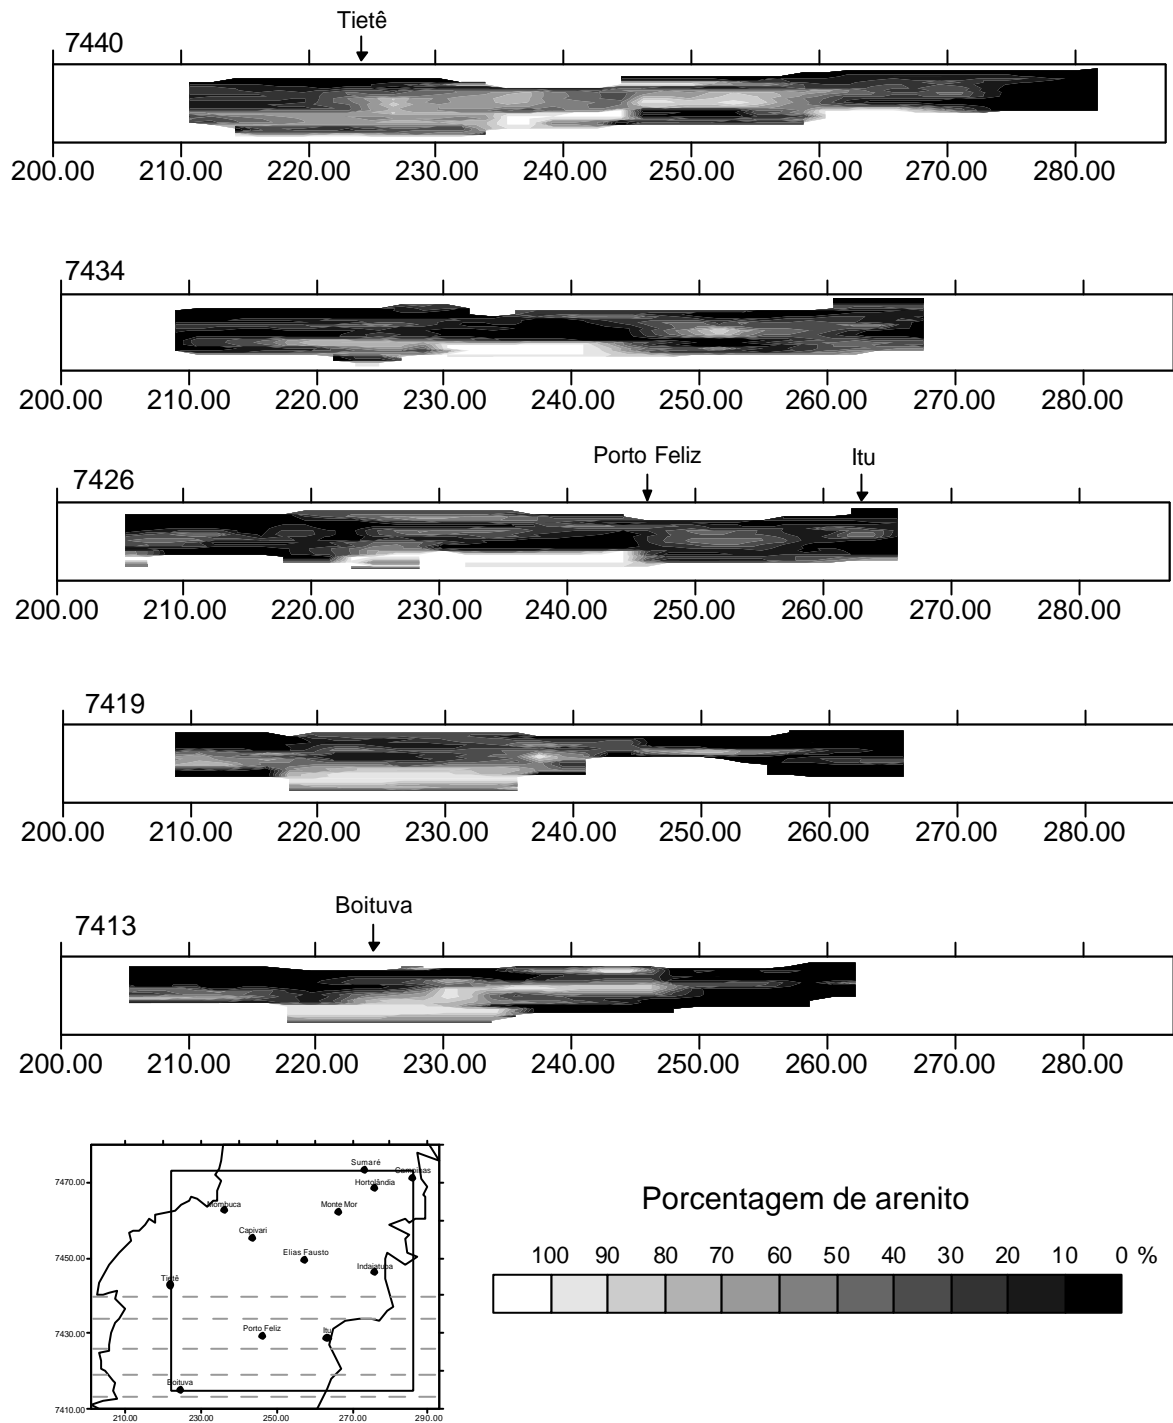 Tietê
7440
200.00 210.00 220.00 230.00 240.00 250.00 260.00 270.00 280.00
7434
200.00 210.00 220.00 230.00 240.00 250.00 260.00 270.00 280.00
Porto Feliz Itu
7426
200.00 210.00 220.00 230.00 240.00 250.00 260.00 270.00 280.00
7419
200.00 210.00 220.00 230.00 240.00 250.00 260.00 270.00 280.00
Boituva
7413
200.00 210.00 220.00 230.00 240.00 250.00 260.00 270.00 280.00
Sumaré
Campinas
7470.00
Hortolândia
Mombuca
Monte Mor
Capivari
7450.00
Elias Fausto
Indaiatuba
Tietê
7430.00
Porto Feliz
Itu
Boituva
7410.00
210.00 230.00 250.00 270.00 290.00
Porcentagem de arenito
100 90 80 70 60 50 40 30 20 10 0 %